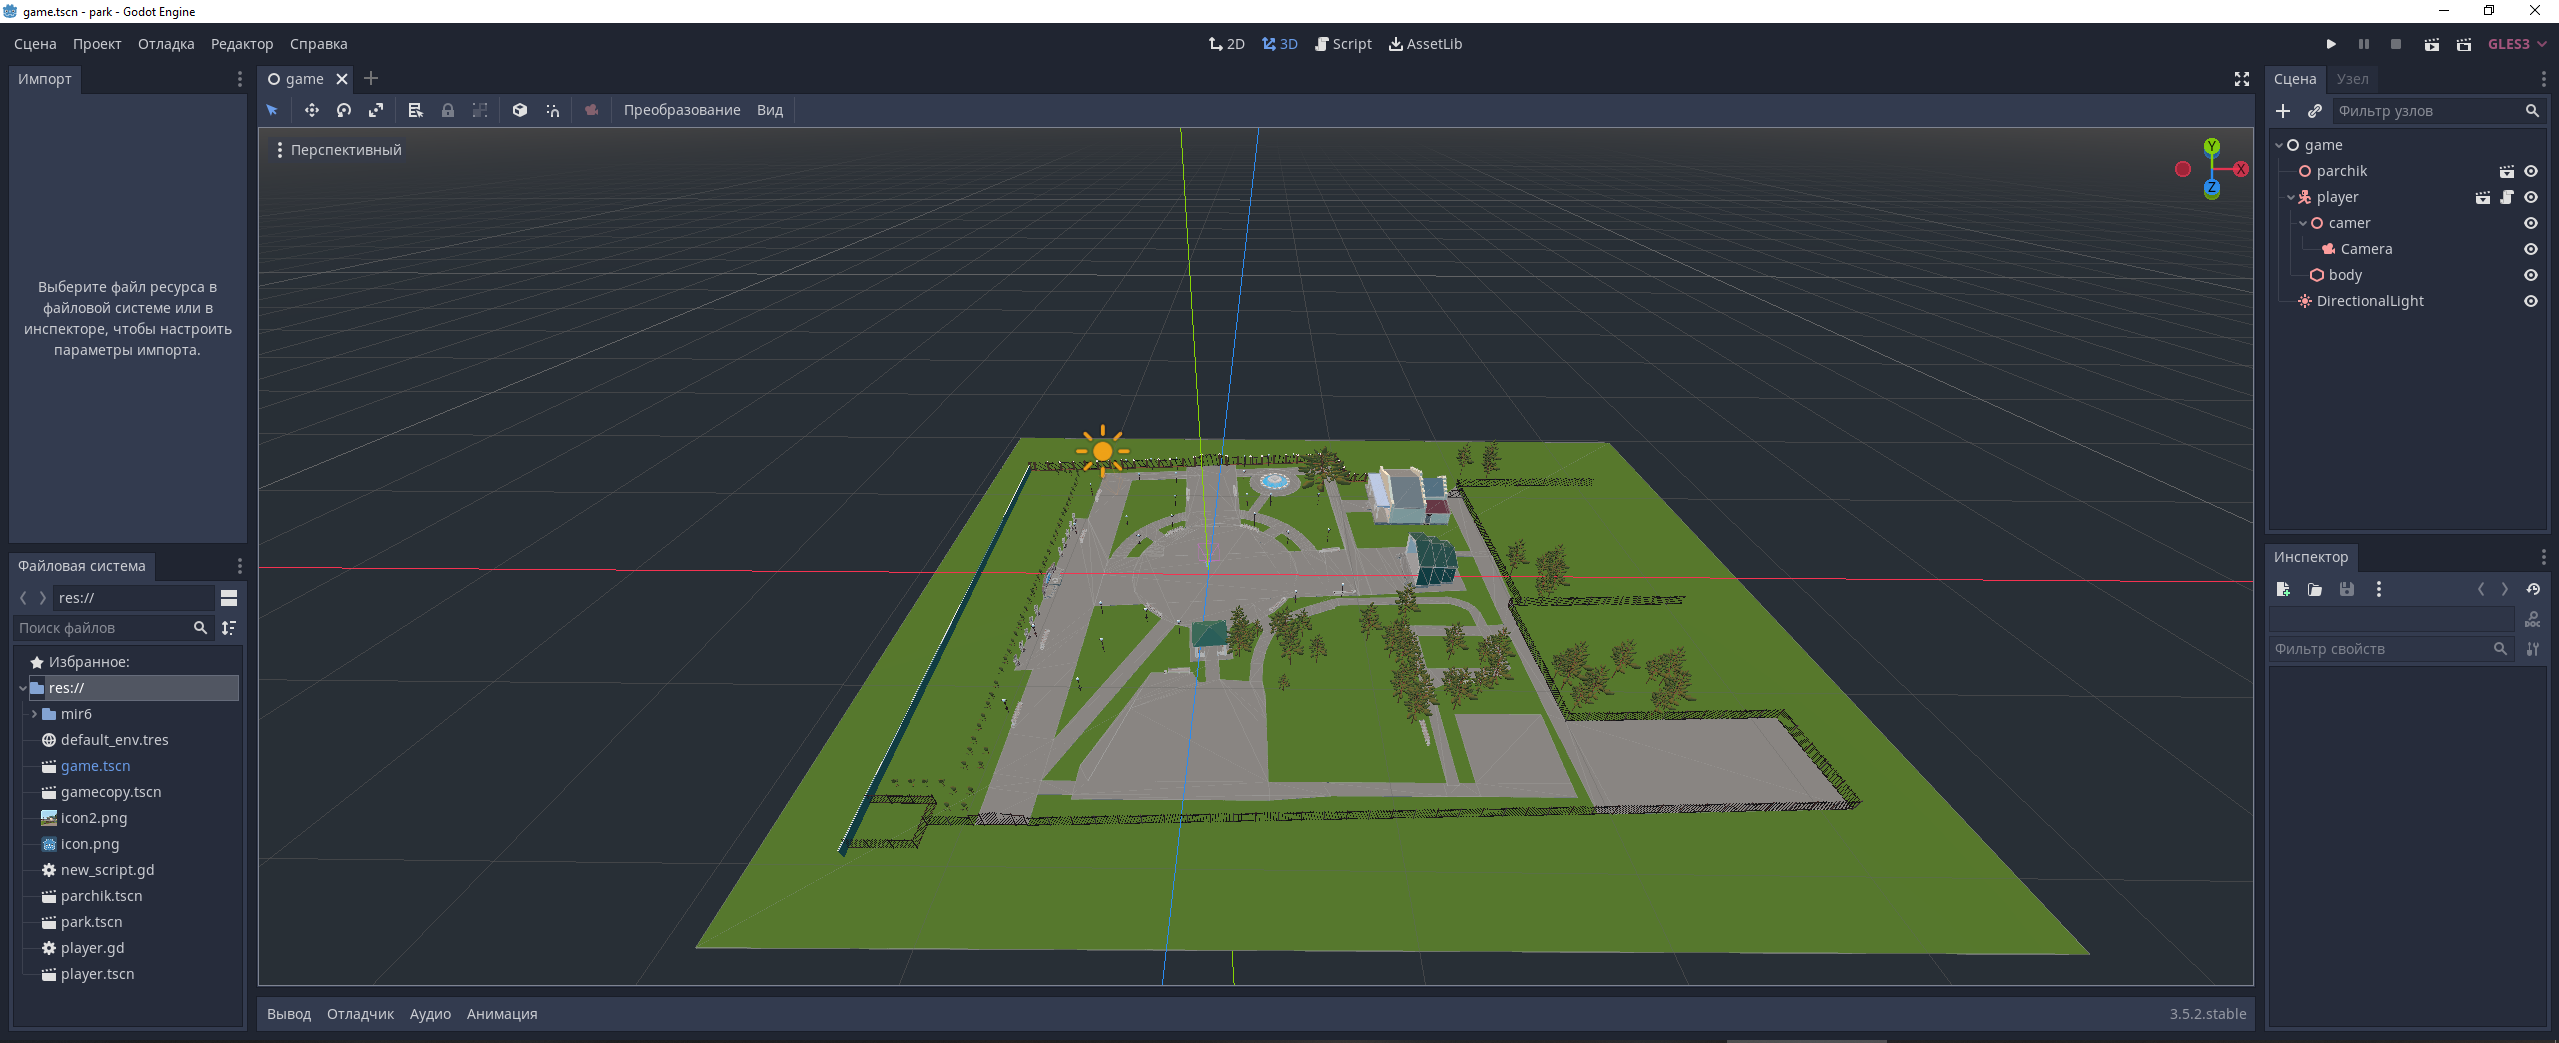 game.tscn - park - Godot Engine
Сцена Проект Отладка Редактор Справка
2D 3D Script AssetLib
GLES3
Импорт
Выберите файл ресурса в
файловой системе или в
инспекторе, чтобы настроить
параметры импорта.
Файловая система
res://
Поиск файлов
Избранное:
res://
mir6
default_env.tres
game.tscn
gamecopy.tscn
icon2.png
icon.png
new_script.gd
parchik.tscn
park.tscn
player.gd
player.tscn
game
Преобразование Вид
Перспективный
Y
X
Z
Вывод Отладчик Аудио Анимация
3.5.2.stable
Сцена Узел
Фильтр узлов
game
parchik
player
camer
Camera
body
DirectionalLight
Инспектор
DOC
Фильтр свойств